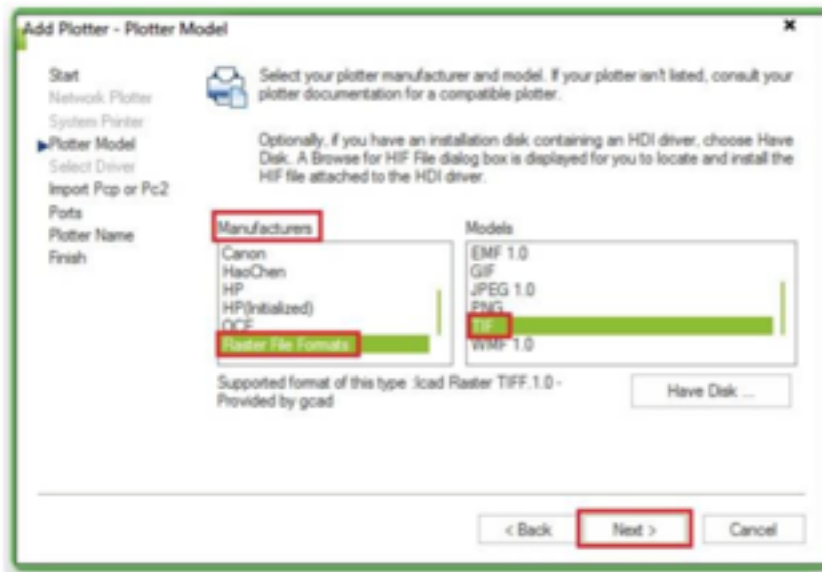 Add Plotter - Plotter Model
Start
Network Plotter
System Printer
Plotter Model
Select Driver
Import Pcp or Pc2
Ports
Plotter Name
Finish
Select your plotter manufacturer and model. If your plotter isn't listed, consult your
plotter documentation for a compatible plotter.
Optionally, if you have an installation disk containing an HDI driver, choose Have
Disk. A Browse for HIF File dialog box is displayed for you to locate and install the
HIF file attached to the HDI driver.
Manufacturers
Canon
HaoChen
HP
HP(Initialized)
OCE
Raster File Formats
Models
EMF 1.0
GIF
JPEG 1.0
PNG
TIF
WMF 1.0
Supported format of this type :Icad Raster TIFF.1.0 -
Provided by gcad
Have Disk ...
< Back
Next >
Cancel